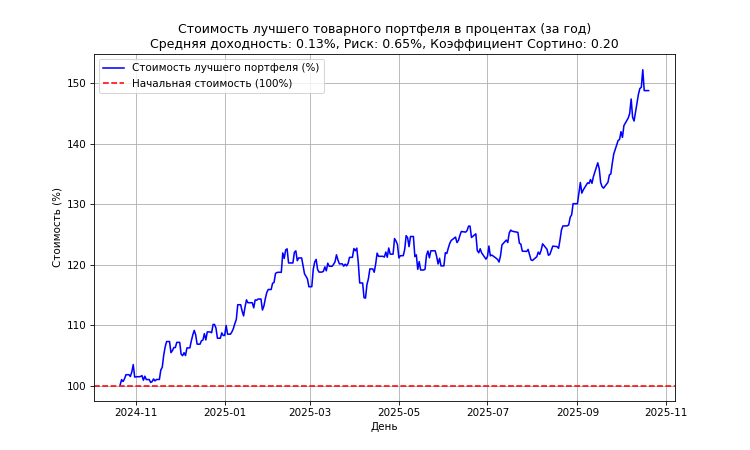 Стоимость лучшего товарного портфеля в процентах (за год)
Средняя доходность: 0.13%, Риск: 0.65%, Коэффициент Сортино: 0.20
Стоимость лучшего портфеля (%)
Начальная стоимость (100%)
Стоимость (%)
150
140
130
120
110
100
2024-11 2025-01 2025-03 2025-05 2025-07 2025-09 2025-11
День